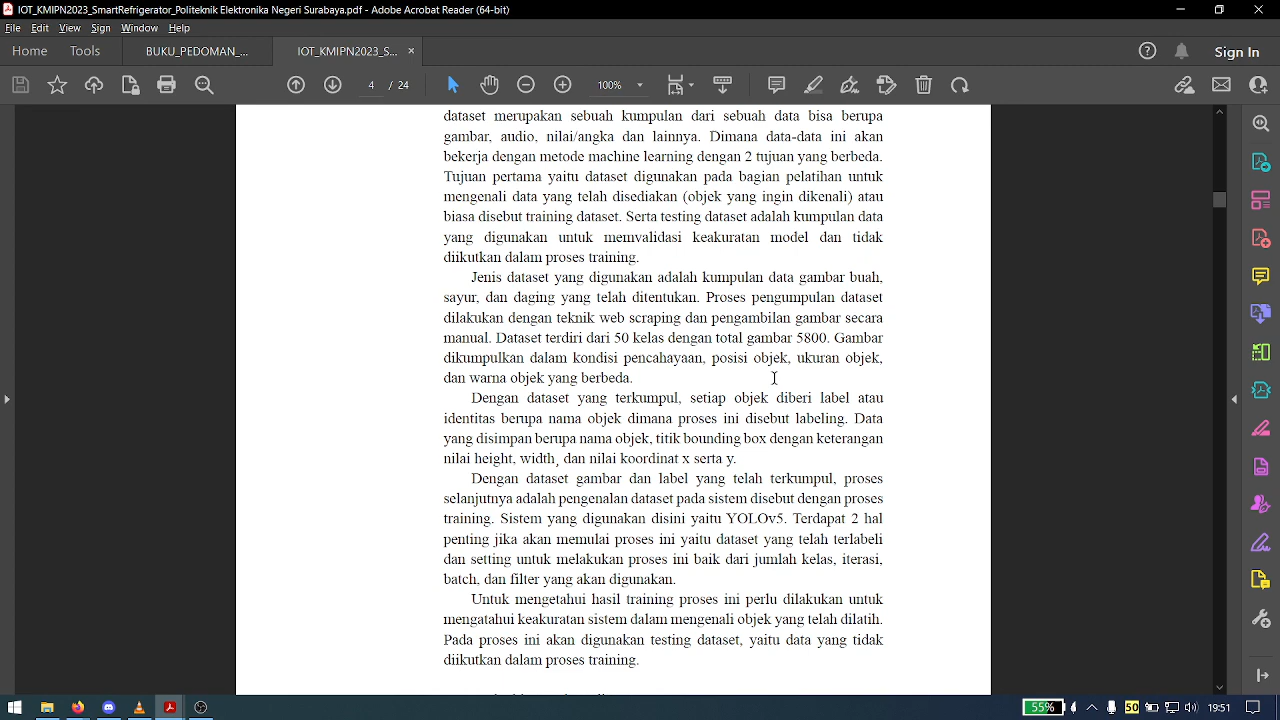 IOT_KMIPN2023_SmartRefrigerator_Politeknik Elektronika Negeri Surabaya.pdf - Adobe Acrobat Reader (64-bit)
File Edit View Sign Window Help
Home Tools BUKU_PEDOMAN_... IOT_KMIPN2023_S... × Sign In
4 / 24 100%
dataset merupakan sebuah kumpulan dari sebuah data bisa berupa
gambar, audio, nilai/angka dan lainnya. Dimana data-data ini akan
bekerja dengan metode machine learning dengan 2 tujuan yang berbeda.
Tujuan pertama yaitu dataset digunakan pada bagian pelatihan untuk
mengenali data yang telah disediakan (objek yang ingin dikenali) atau
biasa disebut training dataset. Serta testing dataset adalah kumpulan data
yang digunakan untuk memvalidasi keakuratan model dan tidak
diikutkan dalam proses training.
Jenis dataset yang digunakan adalah kumpulan data gambar buah,
sayur, dan daging yang telah ditentukan. Proses pengumpulan dataset
dilakukan dengan teknik web scraping dan pengambilan gambar secara
manual. Dataset terdiri dari 50 kelas dengan total gambar 5800. Gambar
dikumpulkan dalam kondisi pencahayaan, posisi objek, ukuran objek,
dan warna objek yang berbeda.
Dengan dataset yang terkumpul, setiap objek diberi label atau
identitas berupa nama objek dimana proses ini disebut labeling. Data
yang disimpan berupa nama objek, titik bounding box dengan keterangan
nilai height, width, dan nilai koordinat x serta y.
Dengan dataset gambar dan label yang telah terkumpul, proses
selanjutnya adalah pengenalan dataset pada sistem disebut dengan proses
training. Sistem yang digunakan disini yaitu YOLOv5. Terdapat 2 hal
penting jika akan memulai proses ini yaitu dataset yang telah terlabeli
dan setting untuk melakukan proses ini baik dari jumlah kelas, iterasi,
batch, dan filter yang akan digunakan.
Untuk mengetahui hasil training proses ini perlu dilakukan untuk
mengatahui keakuratan sistem dalam mengenali objek yang telah dilatih.
Pada proses ini akan digunakan testing dataset, yaitu data yang tidak
diikutkan dalam proses training.
55% 50 19:51